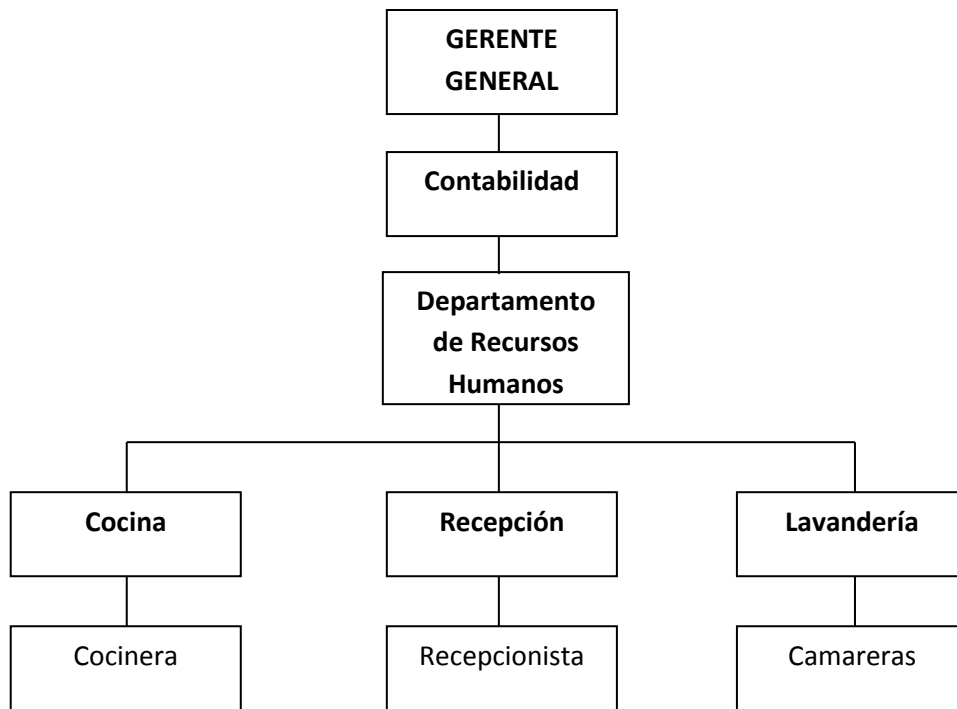 GERENTE
GENERAL
Contabilidad
Departamento
de Recursos
Humanos
Cocina
Recepción
Lavandería
Cocinera
Recepcionista
Camareras